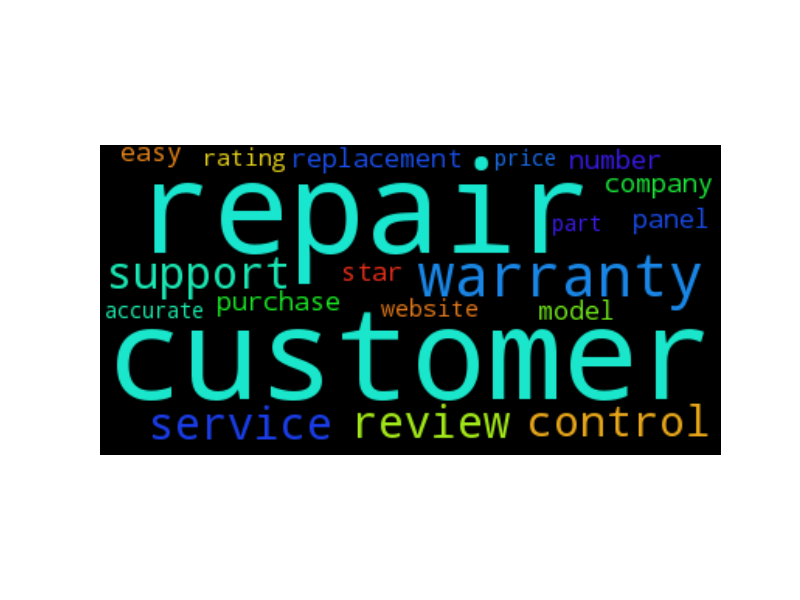 easy rating replacement price number
company
repair
part panel
support star warranty
accurate purchase website model
customer
service review control